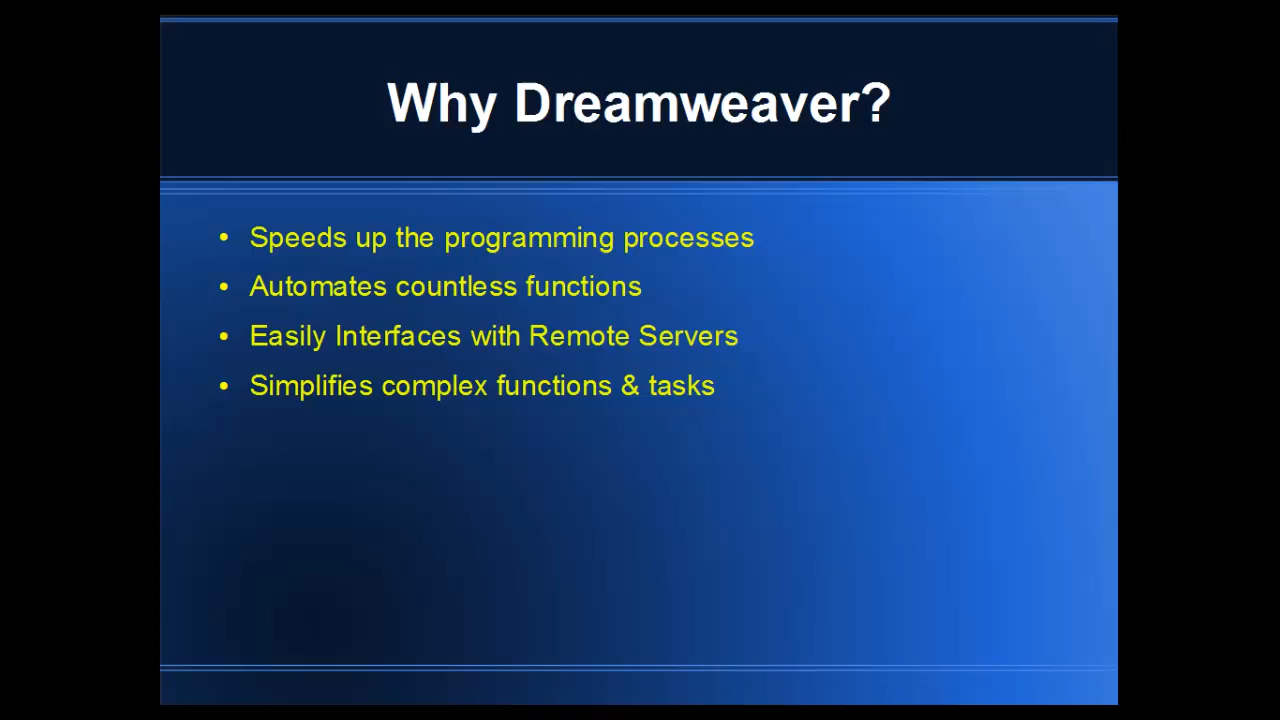 Why Dreamweaver?
• Speeds up the programming processes
• Automates countless functions
• Easily Interfaces with Remote Servers
• Simplifies complex functions & tasks